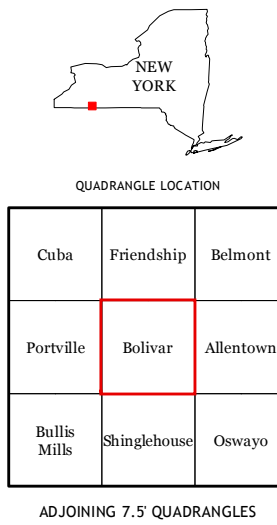 NEW
YORK
QUADRANGLE LOCATION
Cuba Friendship Belmont
Portville Bolivar Allentown
Bullis
Mills Shinglehouse Oswayo
ADJOINING 7.5' QUADRANGLES